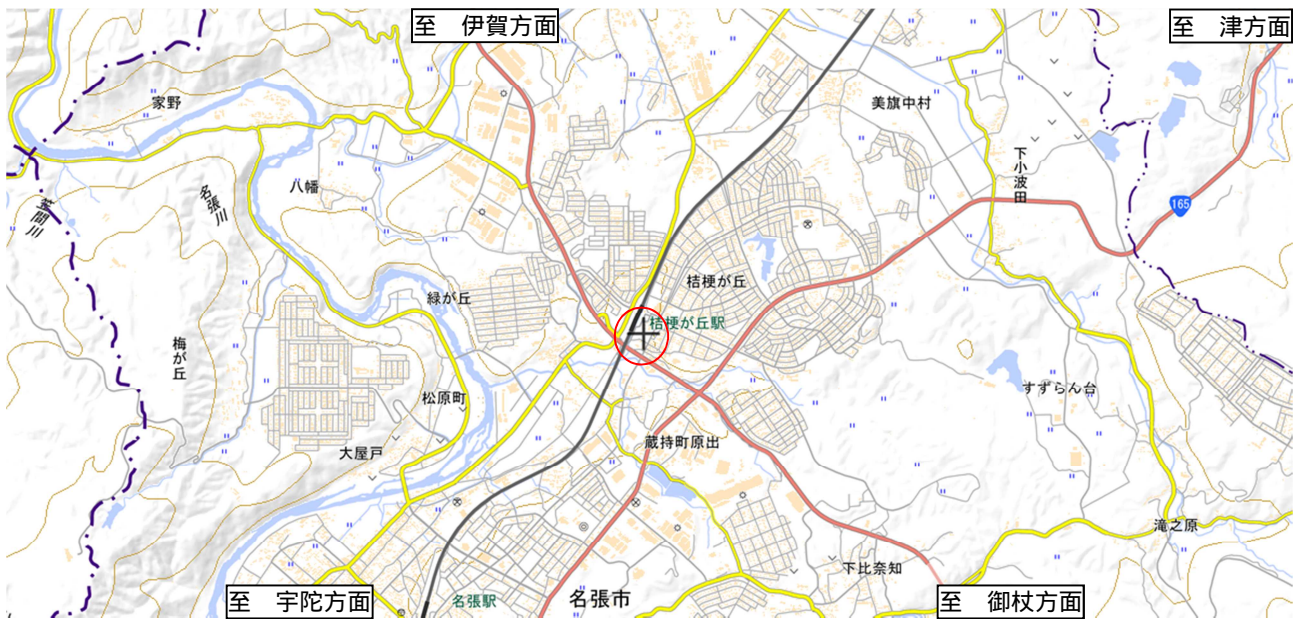 至　伊賀方面
至　津方面
家野
美旗中村
下小波田
八幡
名張川
笠間川
165
桔梗が丘
緑が丘
桔梗が丘駅
梅が丘
すずらん台
松原町
蔵持町原出
大屋戸
滝之原
下比奈知
至　宇陀方面
名張駅
名張市
至　御杖方面